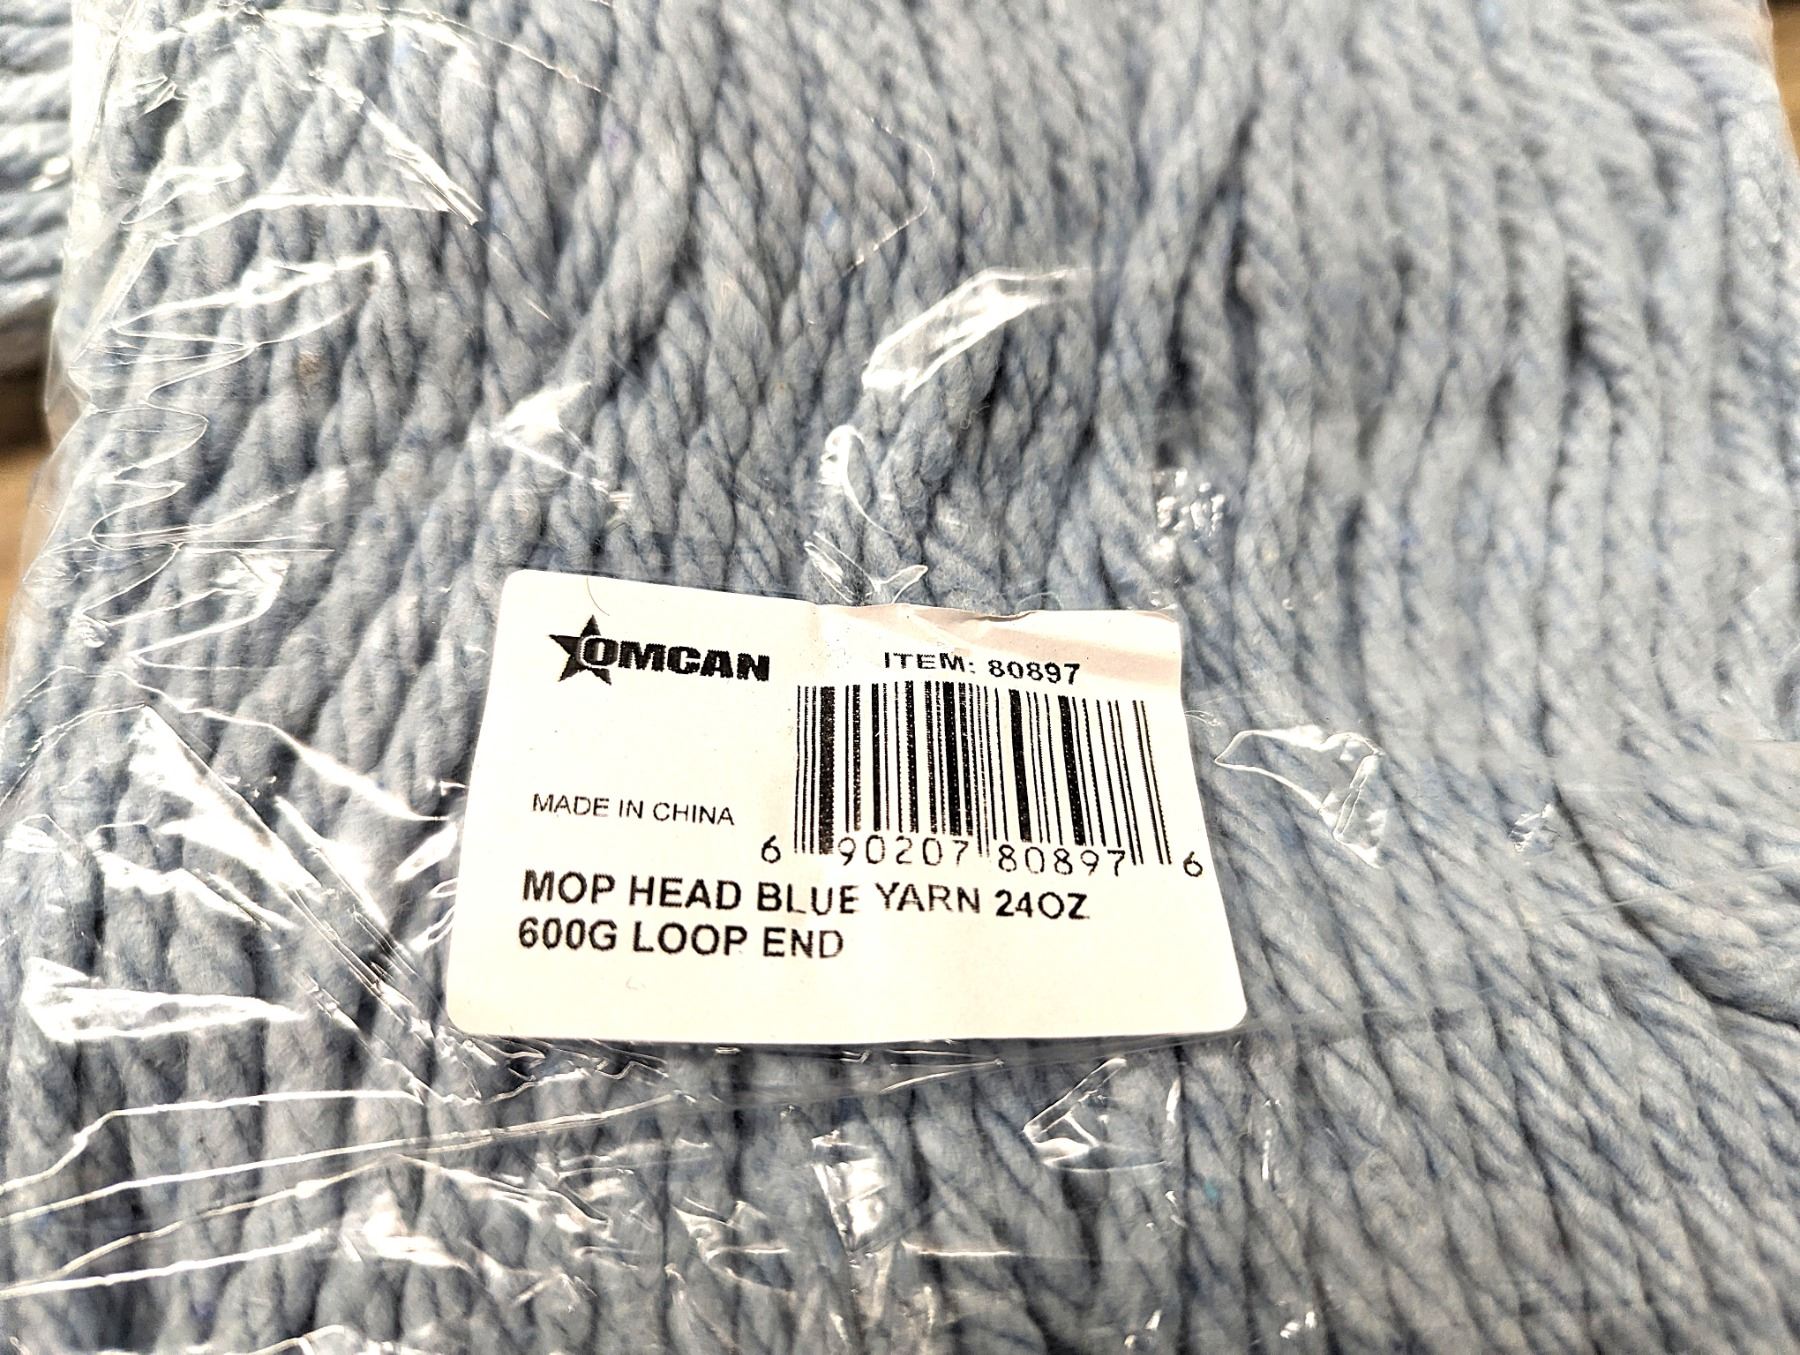 OMCAN
ITEM: 80897
MADE IN CHINA
6 90207 80897 6
MOP HEAD BLUE YARN 24OZ
600G LOOP END